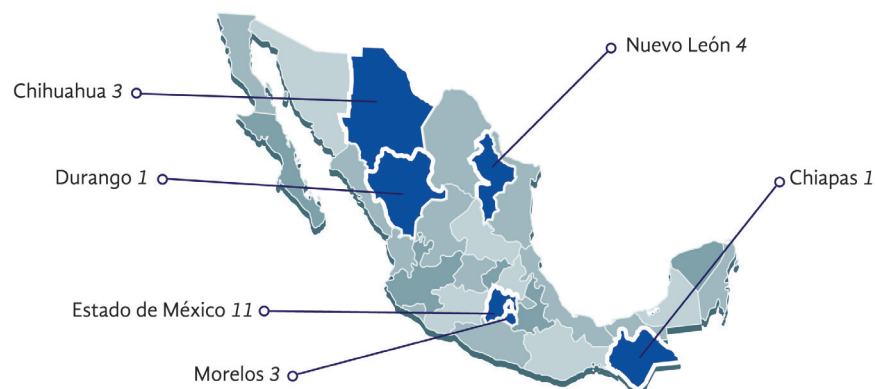 Nuevo León 4
Chihuahua 3
Durango 1
Chiapas 1
Estado de México 11
Morelos 3